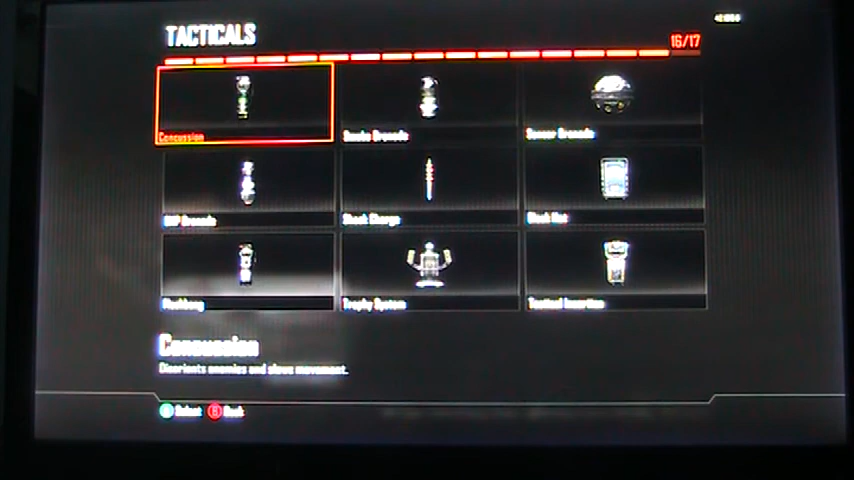 TACTICALS
16/17
Concussion
Smoke Grenade
Sensor Grenade
EMP Grenade
Shock Charge
Black Hat
Flashbang
Trophy System
Tactical Insertion
Concussion
Disorients enemies and slows movement.
A Select B Back